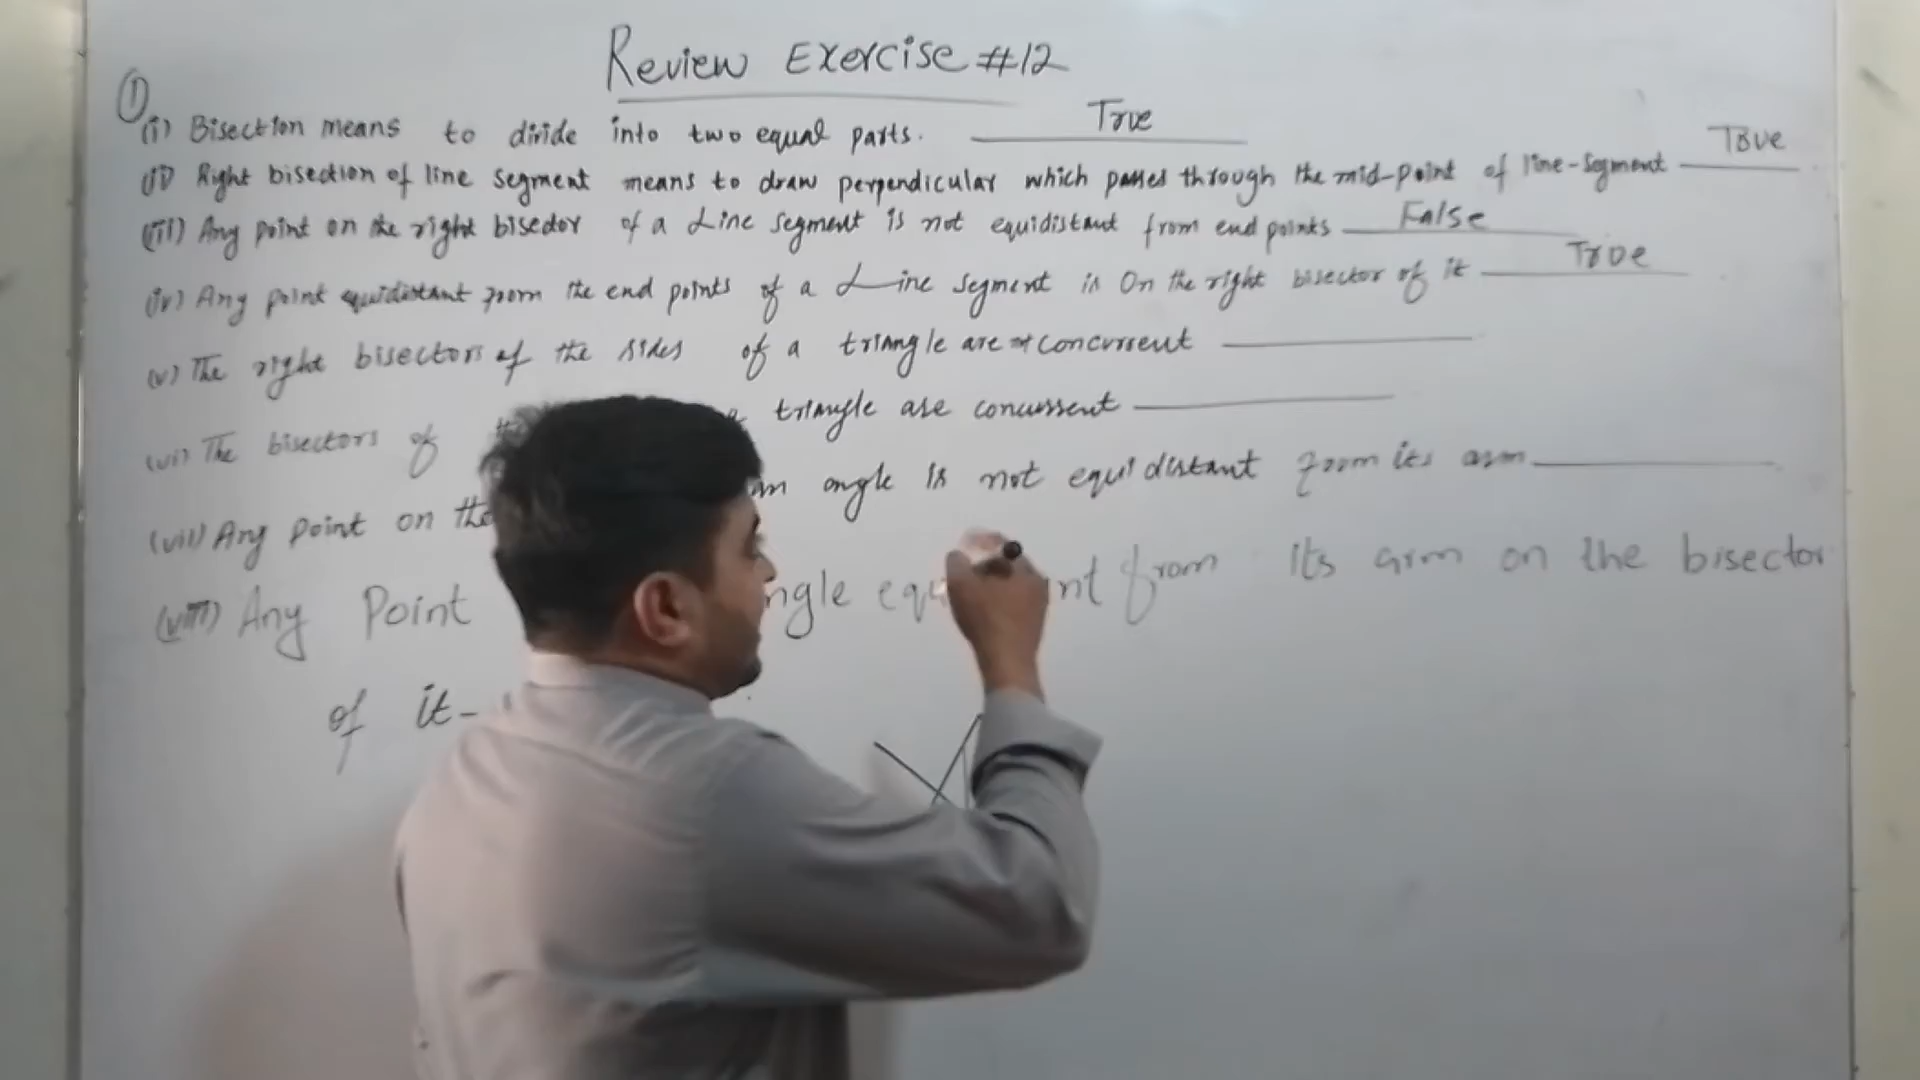 Review Exercise #12
①
(i) Bisection means to divide into two equal parts. True
(ii) Right bisection of line segment means to draw perpendicular which passes through the mid-point of line-segment True
(iii) Any point on the right bisector of a Line segment is not equidistant from end points False
(iv) Any point equidistant from the end points of a Line segment is On the right bisector of it True
(v) The right bisectors of the sides of a triangle are not concurrent
(vi) The bisectors of the triangle are concurrent
(vii) Any point on the an angle is not equidistant from its arm
(viii) Any Point from its arm on the bisector
of it-